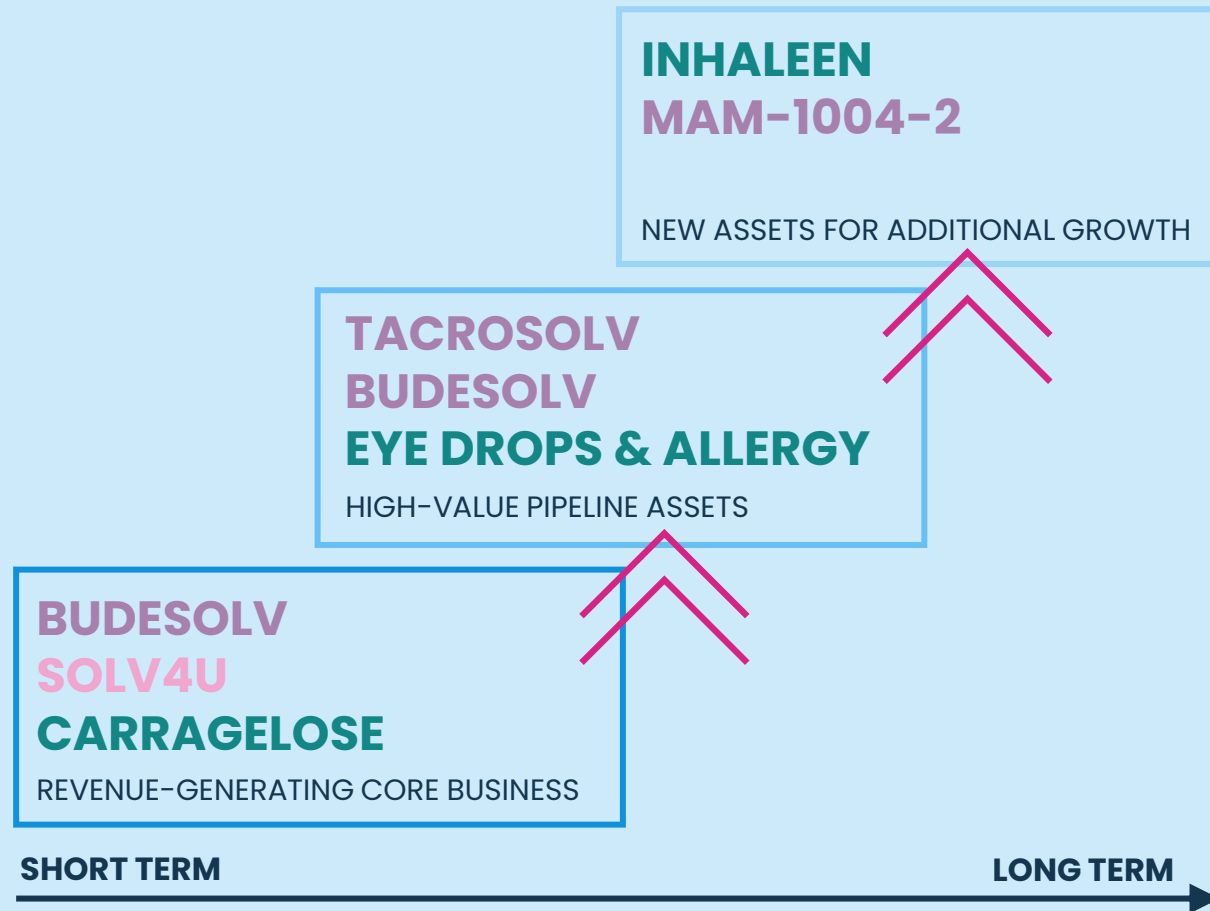 INHALEEN
MAM-1004-2
NEW ASSETS FOR ADDITIONAL GROWTH
TACROSOLV
BUDESOLV
EYE DROPS & ALLERGY
HIGH-VALUE PIPELINE ASSETS
BUDESOLV
SOLV4U
CARRAGELOSE
REVENUE-GENERATING CORE BUSINESS
SHORT TERM
LONG TERM